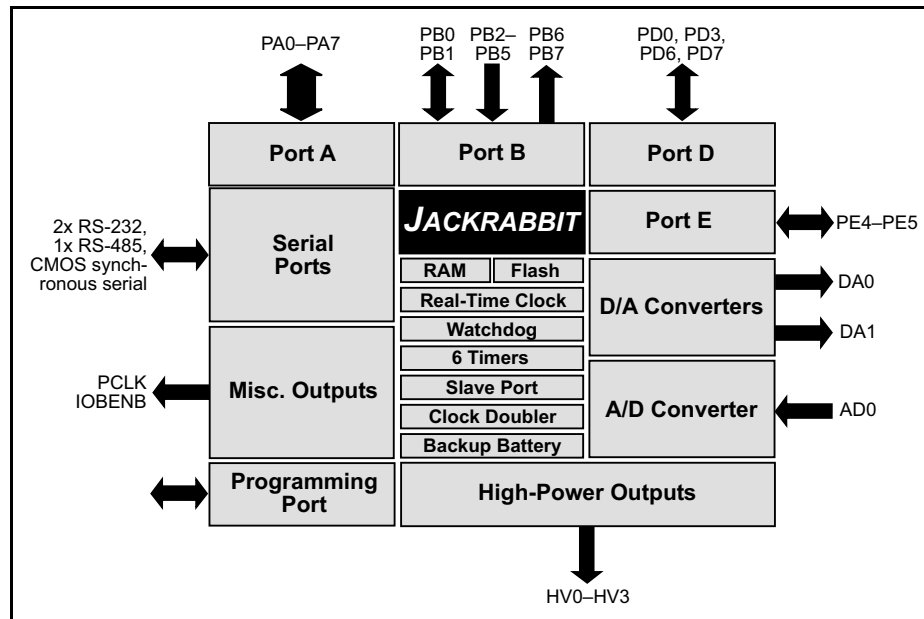 PA0–PA7
PB0
PB1
PB2–
PB5
PB6
PB7
PD0, PD3,
PD6, PD7
Port A
Port B
Port D
2x RS-232,
1x RS-485,
CMOS synch-
ronous serial
Serial
Ports
JACKRABBIT
Port E
PE4–PE5
RAM
Flash
Real-Time Clock
Watchdog
6 Timers
Slave Port
Clock Doubler
Backup Battery
D/A Converters
DA0
DA1
PCLK
IOBENB
Misc. Outputs
A/D Converter
AD0
Programming
Port
High-Power Outputs
HV0–HV3